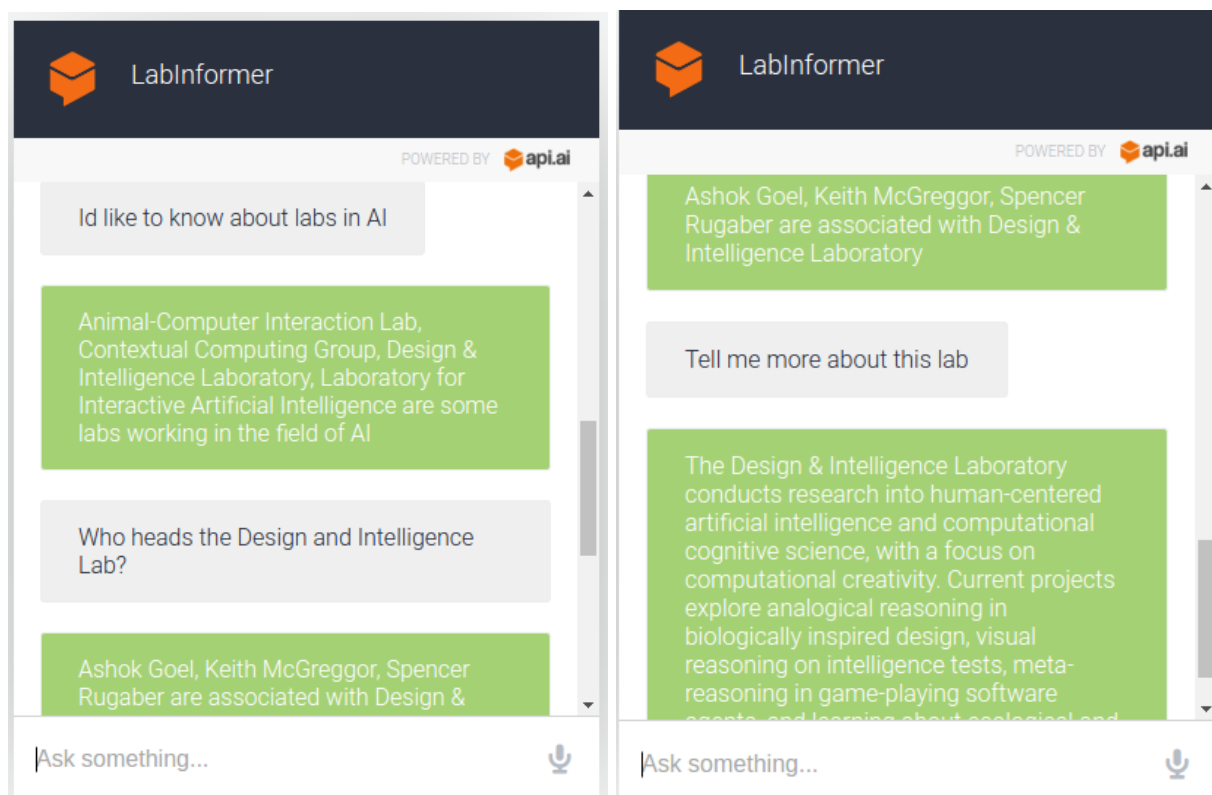 LabInformer
POWERED BY api.ai
Id like to know about labs in AI
Animal-Computer Interaction Lab,
Contextual Computing Group, Design &
Intelligence Laboratory, Laboratory for
Interactive Artificial Intelligence are some
labs working in the field of AI
Who heads the Design and Intelligence
Lab?
Ashok Goel, Keith McGreggor, Spencer
Rugaber are associated with Design &
Ask something...
LabInformer
POWERED BY api.ai
Ashok Goel, Keith McGreggor, Spencer
Rugaber are associated with Design &
Intelligence Laboratory
Tell me more about this lab
The Design & Intelligence Laboratory
conducts research into human-centered
artificial intelligence and computational
cognitive science, with a focus on
computational creativity. Current projects
explore analogical reasoning in
biologically inspired design, visual
reasoning on intelligence tests, meta-
reasoning in game-playing software
agents, and learning about ecological and
Ask something...